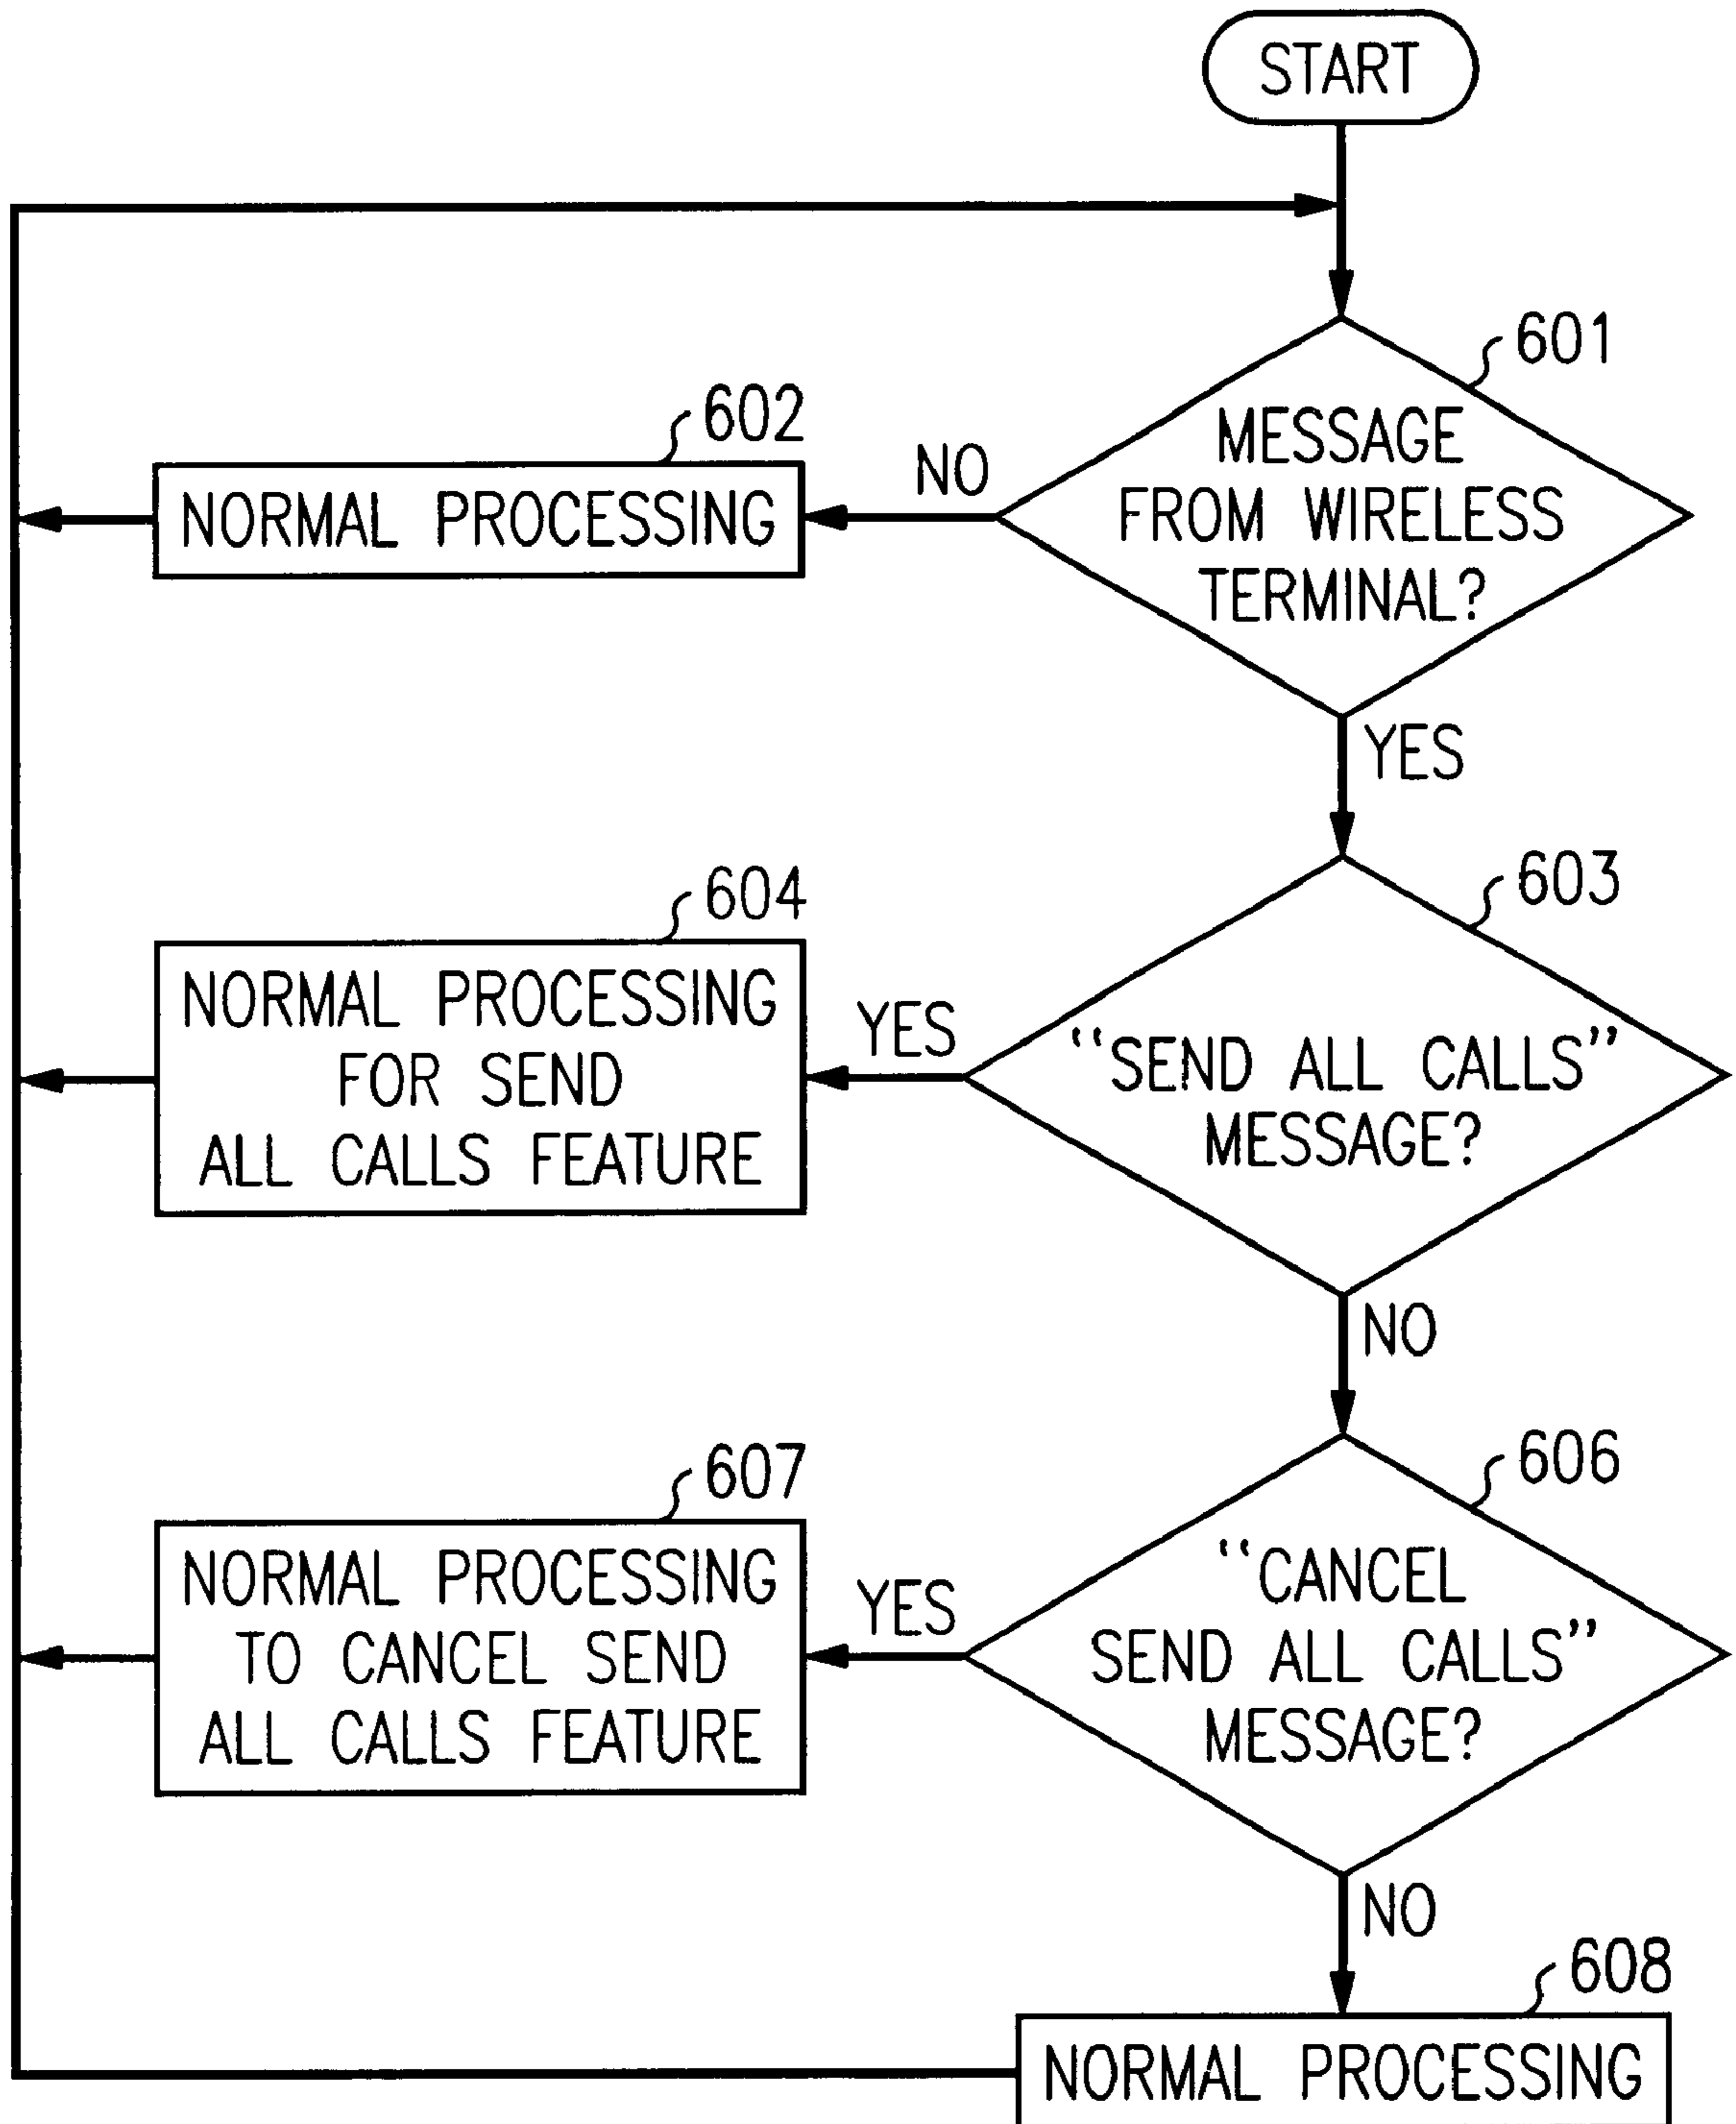 START
601
MESSAGE
FROM WIRELESS
TERMINAL?
NO
602
NORMAL PROCESSING
YES
603
“SEND ALL CALLS”
MESSAGE?
YES
604
NORMAL PROCESSING
FOR SEND
ALL CALLS FEATURE
NO
606
“CANCEL
SEND ALL CALLS”
MESSAGE?
YES
607
NORMAL PROCESSING
TO CANCEL SEND
ALL CALLS FEATURE
NO
608
NORMAL PROCESSING